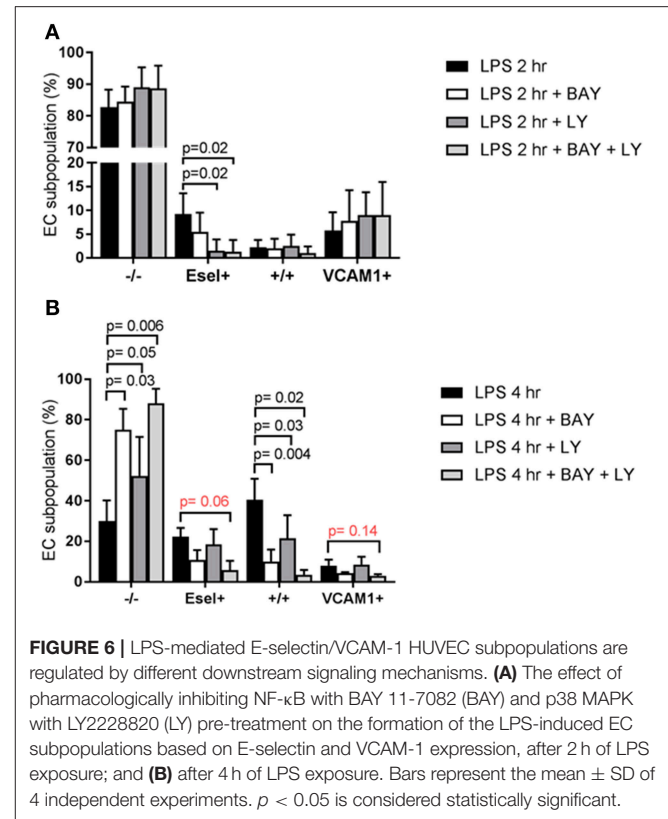 A
EC subpopulation (%)
100
90
80
70
20
15
10
5
0
p=0.02
p=0.02
-/-
Esel+
+/+
VCAM1+
LPS 2 hr
LPS 2 hr + BAY
LPS 2 hr + LY
LPS 2 hr + BAY + LY
B
EC subpopulation (%)
100
80
60
40
20
0
p= 0.006
p= 0.05
p= 0.03
p= 0.06
p= 0.02
p= 0.03
p= 0.004
p= 0.14
-/-
Esel+
+/+
VCAM1+
LPS 4 hr
LPS 4 hr + BAY
LPS 4 hr + LY
LPS 4 hr + BAY + LY
FIGURE 6 | LPS-mediated E-selectin/VCAM-1 HUVEC subpopulations are
regulated by different downstream signaling mechanisms. (A) The effect of
pharmacologically inhibiting NF-κB with BAY 11-7082 (BAY) and p38 MAPK
with LY2228820 (LY) pre-treatment on the formation of the LPS-induced EC
subpopulations based on E-selectin and VCAM-1 expression, after 2 h of LPS
exposure; and (B) after 4 h of LPS exposure. Bars represent the mean ± SD of
4 independent experiments. p < 0.05 is considered statistically significant.